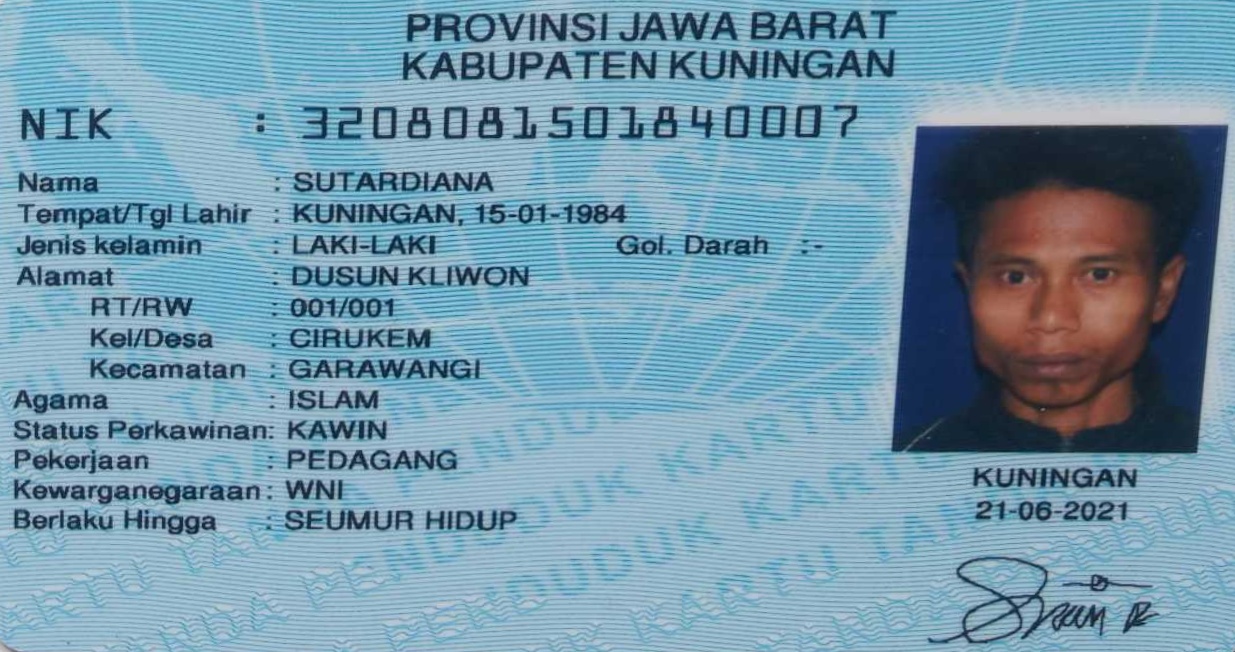 PROVINSI JAWA BARAT
KABUPATEN KUNINGAN
NIK : 3208081501840007
Nama : SUTARDIANA
Tempat/Tgl Lahir : KUNINGAN, 15-01-1984
Jenis kelamin : LAKI-LAKI Gol. Darah :-
Alamat : DUSUN KLIWON
RT/RW : 001/001
Kel/Desa : CIRUKEM
Kecamatan : GARAWANGI
Agama : ISLAM
Status Perkawinan: KAWIN
Pekerjaan : PEDAGANG
Kewarganegaraan: WNI
Berlaku Hingga : SEUMUR HIDUP
KUNINGAN
21-06-2021